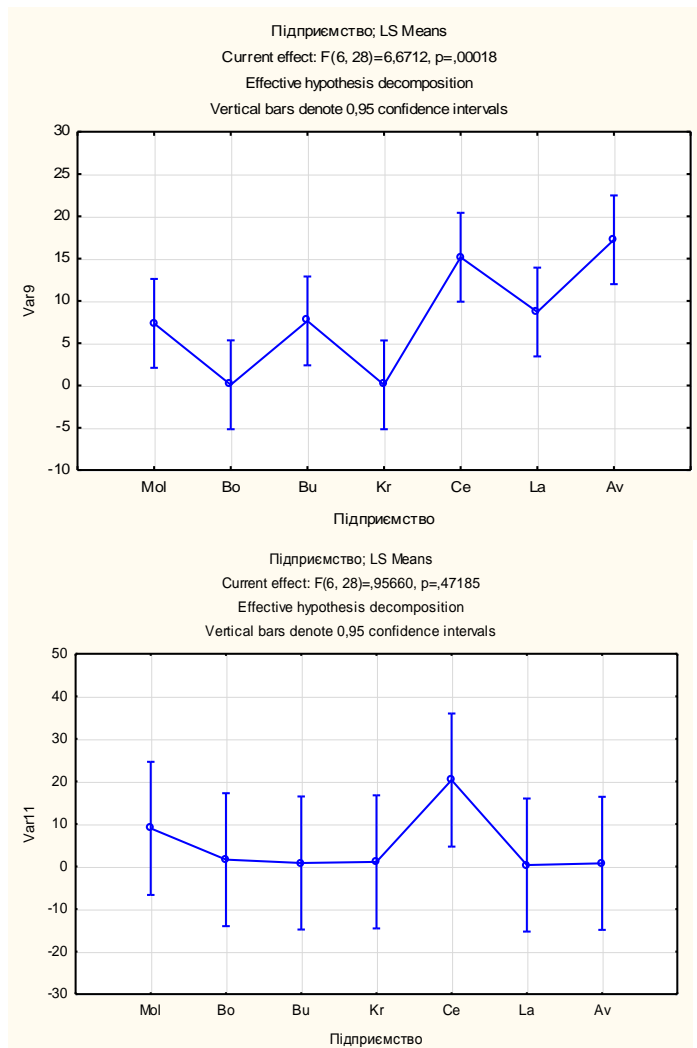 Підприємство; LS Means
Current effect: F(6, 28)=6,6712, p=,00018
Effective hypothesis decomposition
Vertical bars denote 0,95 confidence intervals
30
25
20
15
10
5
0
-5
-10
Var9
Mol Bo Bu Kr Ce La Av
Підприємство
Підприємство; LS Means
Current effect: F(6, 28)=,95660, p=,47185
Effective hypothesis decomposition
Vertical bars denote 0,95 confidence intervals
50
40
30
20
10
0
-10
-20
-30
Var11
Mol Bo Bu Kr Ce La Av
Підприємство